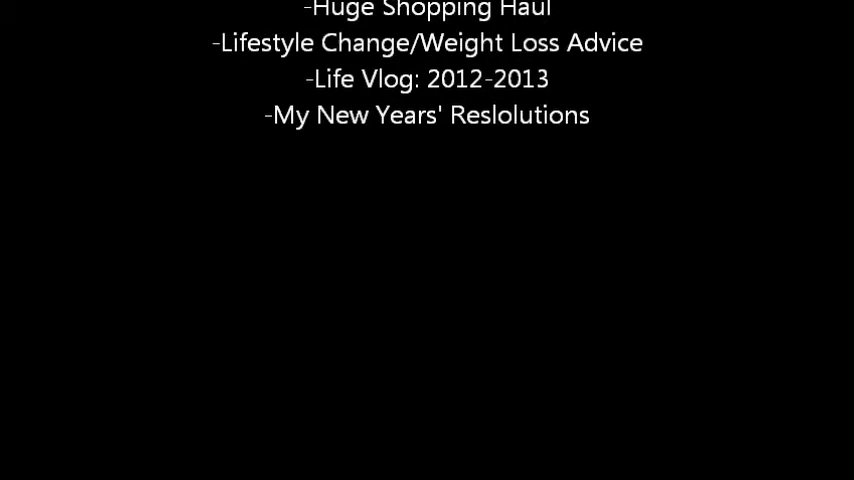 -Huge Shopping Haul
-Lifestyle Change/Weight Loss Advice
-Life Vlog: 2012-2013
-My New Years' Reslolutions